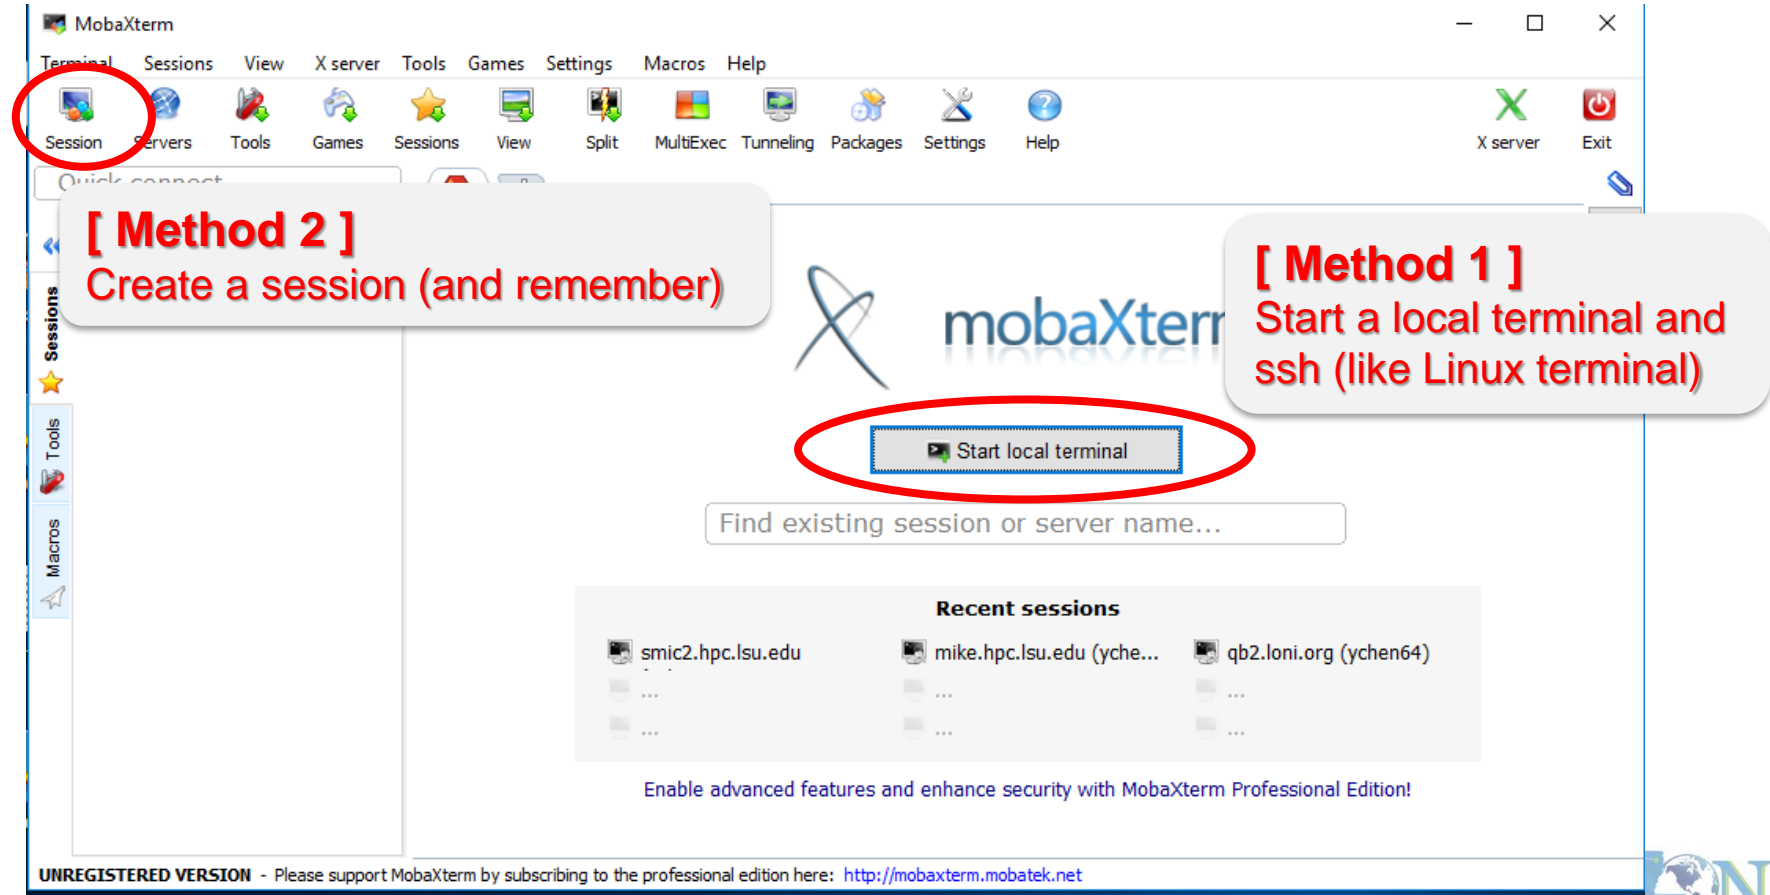 MobaXterm
Terminal Sessions View X server Tools Games Settings Macros Help
Session Servers Tools Games Sessions View Split MultiExec Tunneling Packages Settings Help X server Exit
Quick connect...
[ Method 2 ]
Create a session (and remember)
[ Method 1 ]
Start a local terminal and
ssh (like Linux terminal)
Sessions
Tools
Macros
mobaXterm
Start local terminal
Find existing session or server name...
Recent sessions
smic2.hpc.lsu.edu mike.hpc.lsu.edu (yche... qb2.loni.org (ychen64)
... ... ...
... ... ...
Enable advanced features and enhance security with MobaXterm Professional Edition!
UNREGISTERED VERSION - Please support MobaXterm by subscribing to the professional edition here: http://mobaxterm.mobatek.net